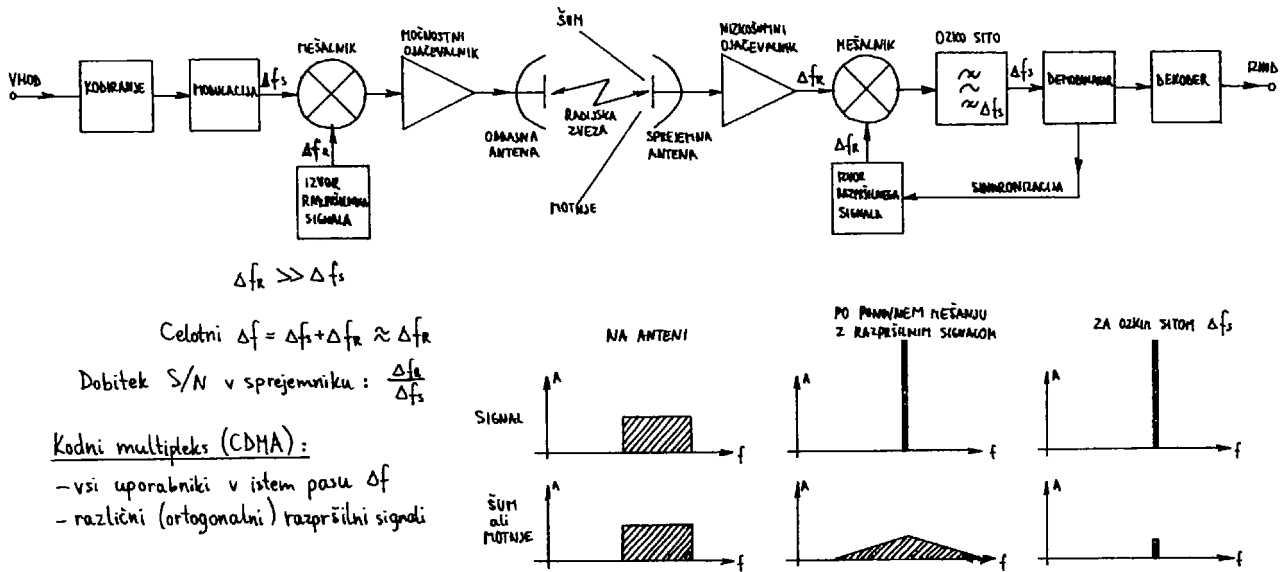 VHOD
KODIRANJE
MODULACIJA
Δfs
MEŠALNIK
ΔfR
IZVOR
RAZPRŠILNEGA
SIGNALA
MOČNOSTNI
OJAČEVALNIK
ODDAJNA
ANTENA
RADIJSKA
ZVEZA
ŠUM
MOTNJE
SPREJEMNA
ANTENA
NIZKOŠUMNI
OJAČEVALNIK
ΔfR
MEŠALNIK
ΔfR
IZVOR
RAZPRŠILNEGA
SIGNALA
OZKO SITO
≈ Δfs
Δfs
DEMODULATOR
SINHRONIZACIJA
DEKODER
IZHOD
ΔfR >> Δfs
Celotni Δf = Δfs + ΔfR ≈ ΔfR
Dobitek S/N v sprejemniku : ΔfR / Δfs
Kodni multipleks (CDMA) :
- vsi uporabniki v istem pasu Δf
- različni (ortogonalni) razpršilni signali
NA ANTENI
PO PONOVNEM MEŠANJU
Z RAZPRŠILNIM SIGNALOM
ZA OZKIM SITOM Δfs
SIGNAL
A
f
A
f
A
f
ŠUM
ali
MOTNJE
A
f
A
f
A
f